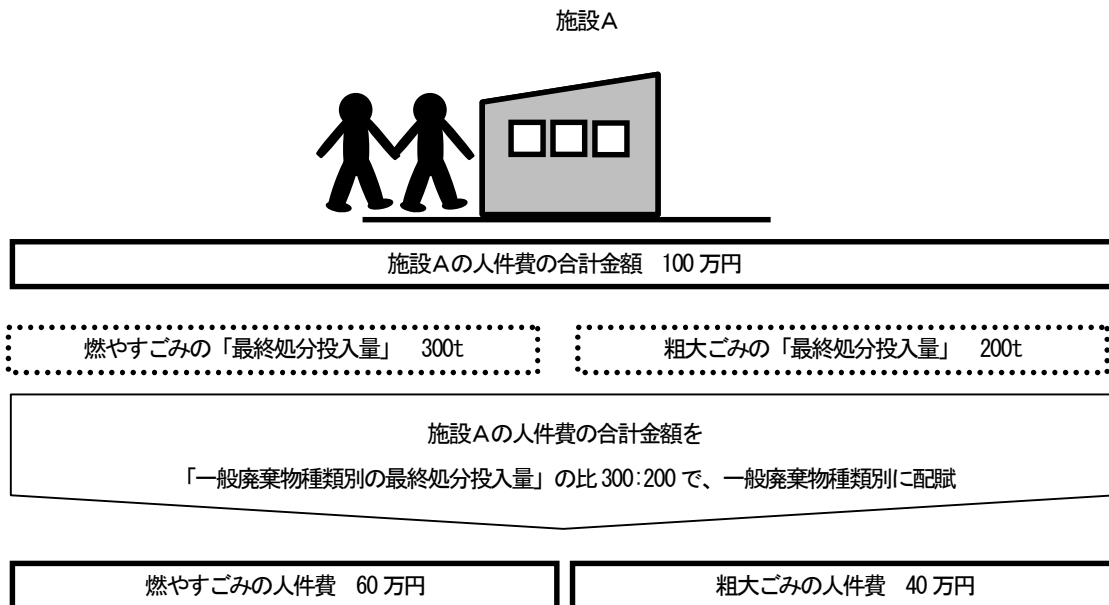 施設A
施設Aの人件費の合計金額 100万円
燃やすごみの「最終処分投入量」 300t
粗大ごみの「最終処分投入量」 200t
施設Aの人件費の合計金額を
「一般廃棄物種類別の最終処分投入量」の比300:200で、一般廃棄物種類別に配賦
燃やすごみの人件費 60万円
粗大ごみの人件費 40万円